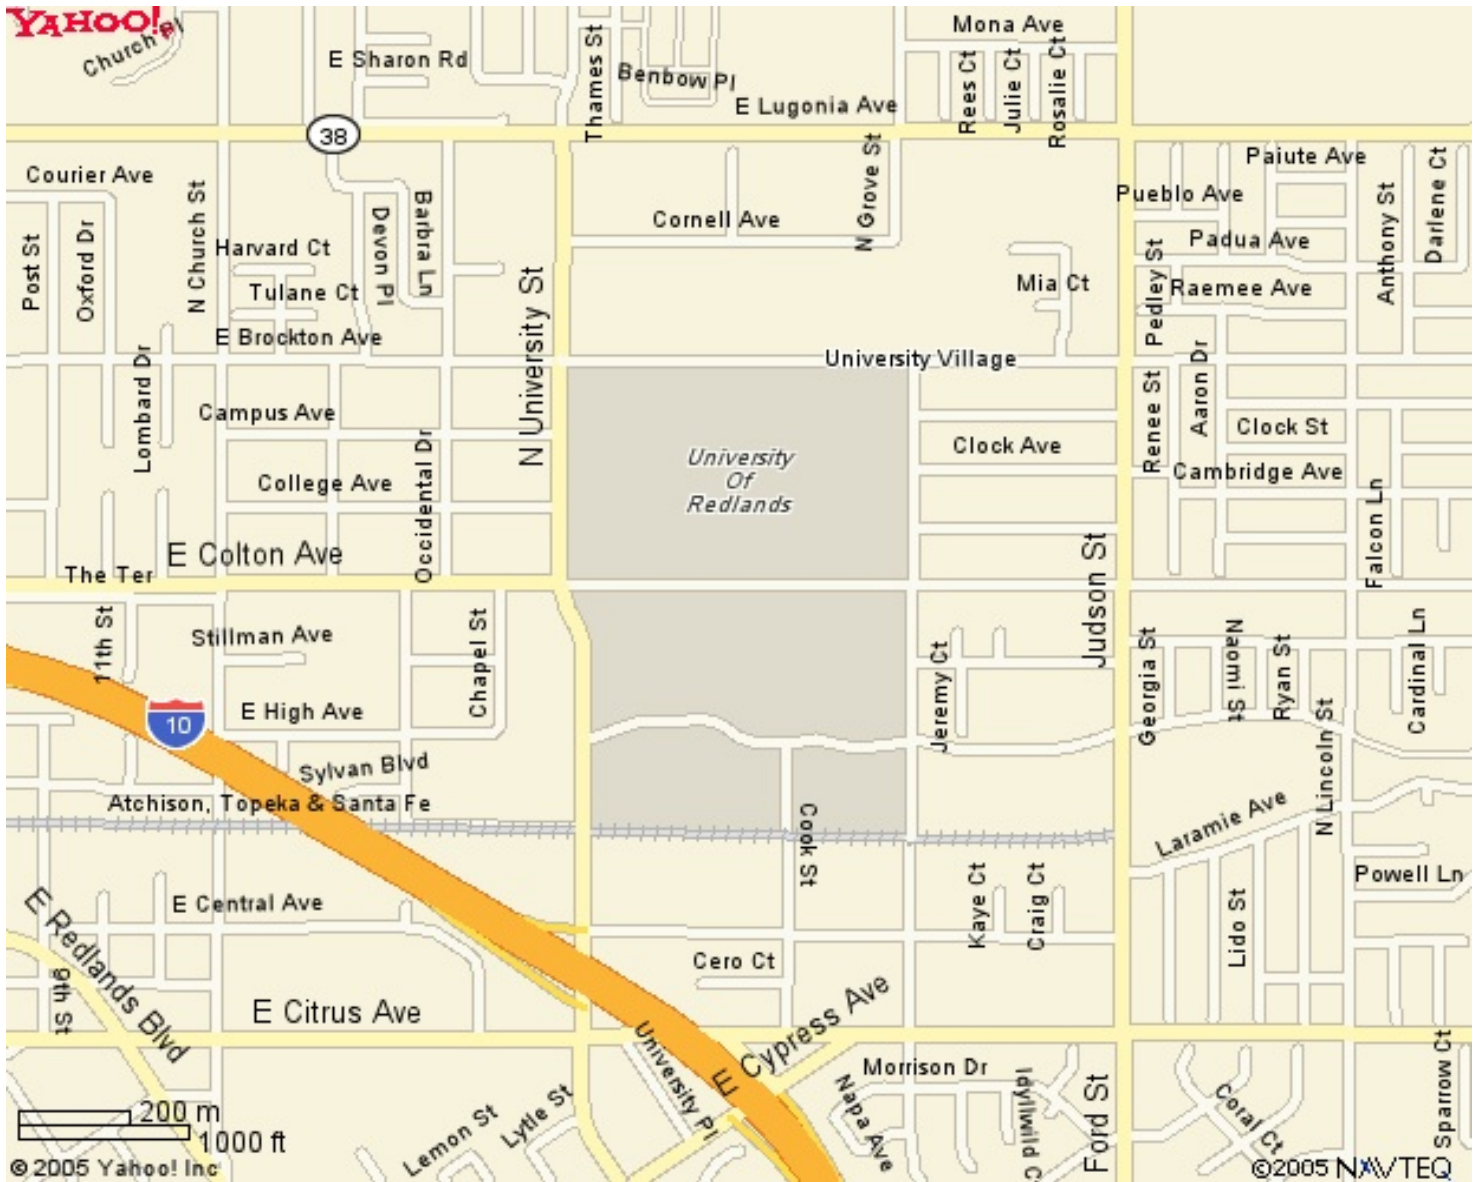 YAHOO!
Church Pl
E Sharon Rd
Thames St
Benbow Pl
E Lugonia Ave
Mona Ave
Rees Ct
Julie Ct
Rosalie Ct
38
Courier Ave
Post St
Oxford Dr
N Church St
Harvard Ct
Tulane Ct
Devon Pl
Barbra Ln
E Brockton Ave
Lombard Dr
Campus Ave
College Ave
Occidental Dr
N University St
Cornell Ave
N Grove St
Mia Ct
University Village
University
Of
Redlands
Clock Ave
Paiute Ave
Pueblo Ave
Padua Ave
Raemee Ave
Pedley St
Anthony St
Darlene Ct
Renee St
Aaron Dr
Clock St
Cambridge Ave
Falcon Ln
E Colton Ave
The Ter
11th St
Stillman Ave
Chapel St
E High Ave
10
Sylvan Blvd
Atchison, Topeka & Santa Fe
Judson St
Jeremy Ct
Georgia St
Naomi St
Ryan St
N Lincoln St
Cardinal Ln
Cook St
Laramie Ave
Powell Ln
E Central Ave
E Redlands Blvd
9th St
E Citrus Ave
Cero Ct
Kaye Ct
Craig Ct
Lido St
E Cypress Ave
University Pl
Morrison Dr
Napa Ave
Idyllwild C
Ford St
Coral Ct
Sparrow Ct
Lemon St
Lytle St
200 m
1000 ft
© 2005 Yahoo! Inc
©2005 NAVTEQ